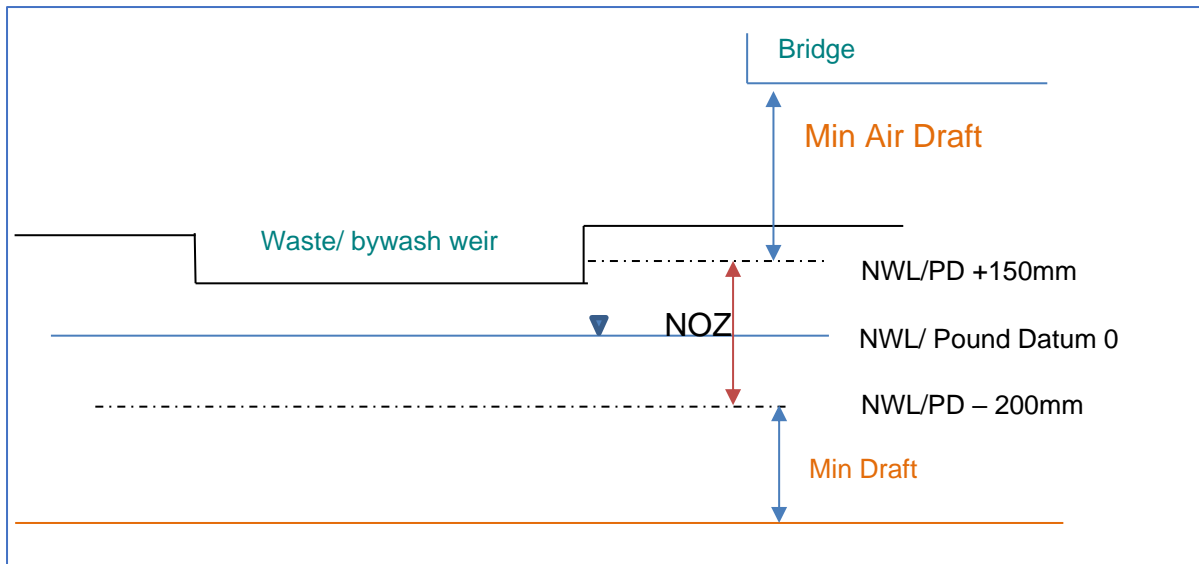 Bridge
Min Air Draft
Waste/ bywash weir
NWL/PD +150mm
NOZ
NWL/ Pound Datum 0
NWL/PD – 200mm
Min Draft